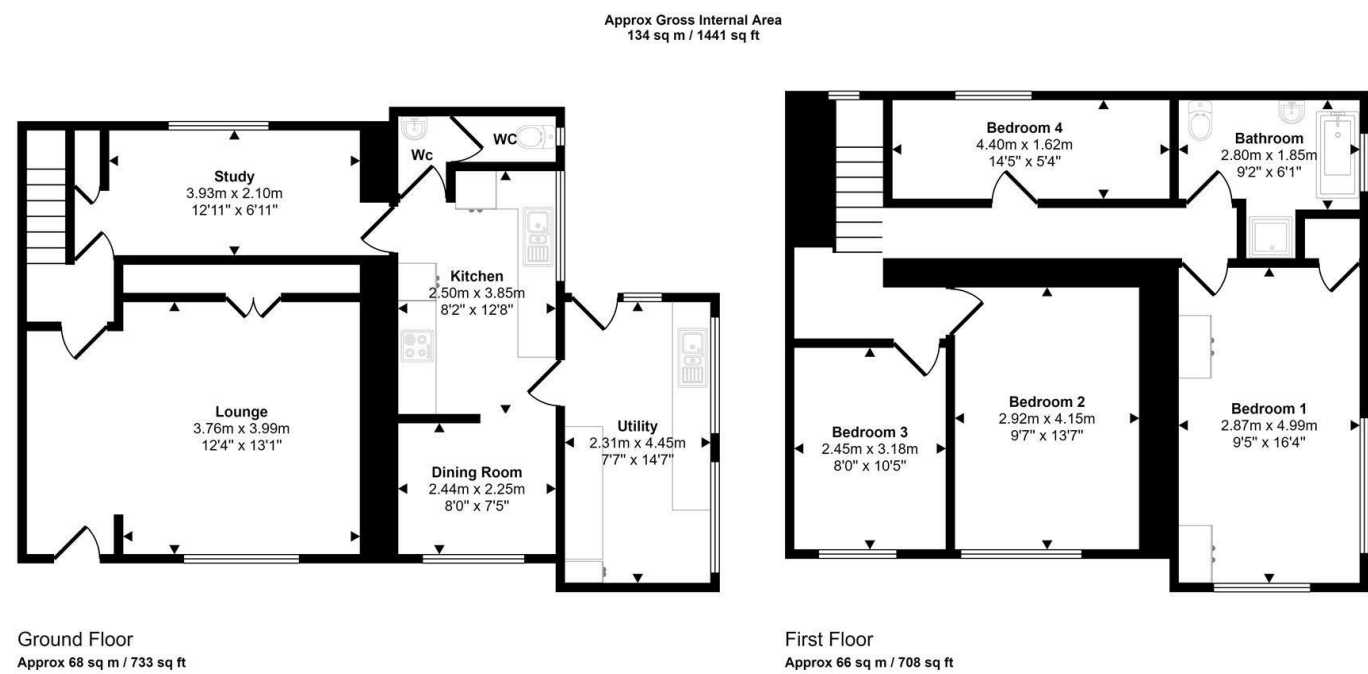 Approx Gross Internal Area
134 sq m / 1441 sq ft
Study
3.93m x 2.10m
12'11" x 6'11"
Wc
WC
Kitchen
2.50m x 3.85m
8'2" x 12'8"
Lounge
3.76m x 3.99m
12'4" x 13'1"
Dining Room
2.44m x 2.25m
8'0" x 7'5"
Utility
2.31m x 4.45m
7'7" x 14'7"
Ground Floor
Approx 68 sq m / 733 sq ft
Bedroom 4
4.40m x 1.62m
14'5" x 5'4"
Bathroom
2.80m x 1.85m
9'2" x 6'1"
Bedroom 3
2.45m x 3.18m
8'0" x 10'5"
Bedroom 2
2.92m x 4.15m
9'7" x 13'7"
Bedroom 1
2.87m x 4.99m
9'5" x 16'4"
First Floor
Approx 66 sq m / 708 sq ft